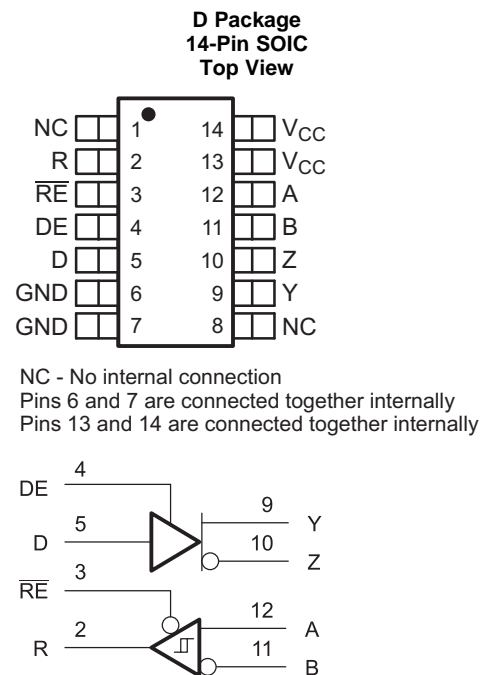 D Package
14-Pin SOIC
Top View
NC 1 14 VCC
R 2 13 VCC
R̅E̅ 3 12 A
DE 4 11 B
D 5 10 Z
GND 6 9 Y
GND 7 8 NC
NC - No internal connection
Pins 6 and 7 are connected together internally
Pins 13 and 14 are connected together internally
DE 4
D 5
9 Y
10 Z
R̅E̅ 3
R 2
12 A
11 B